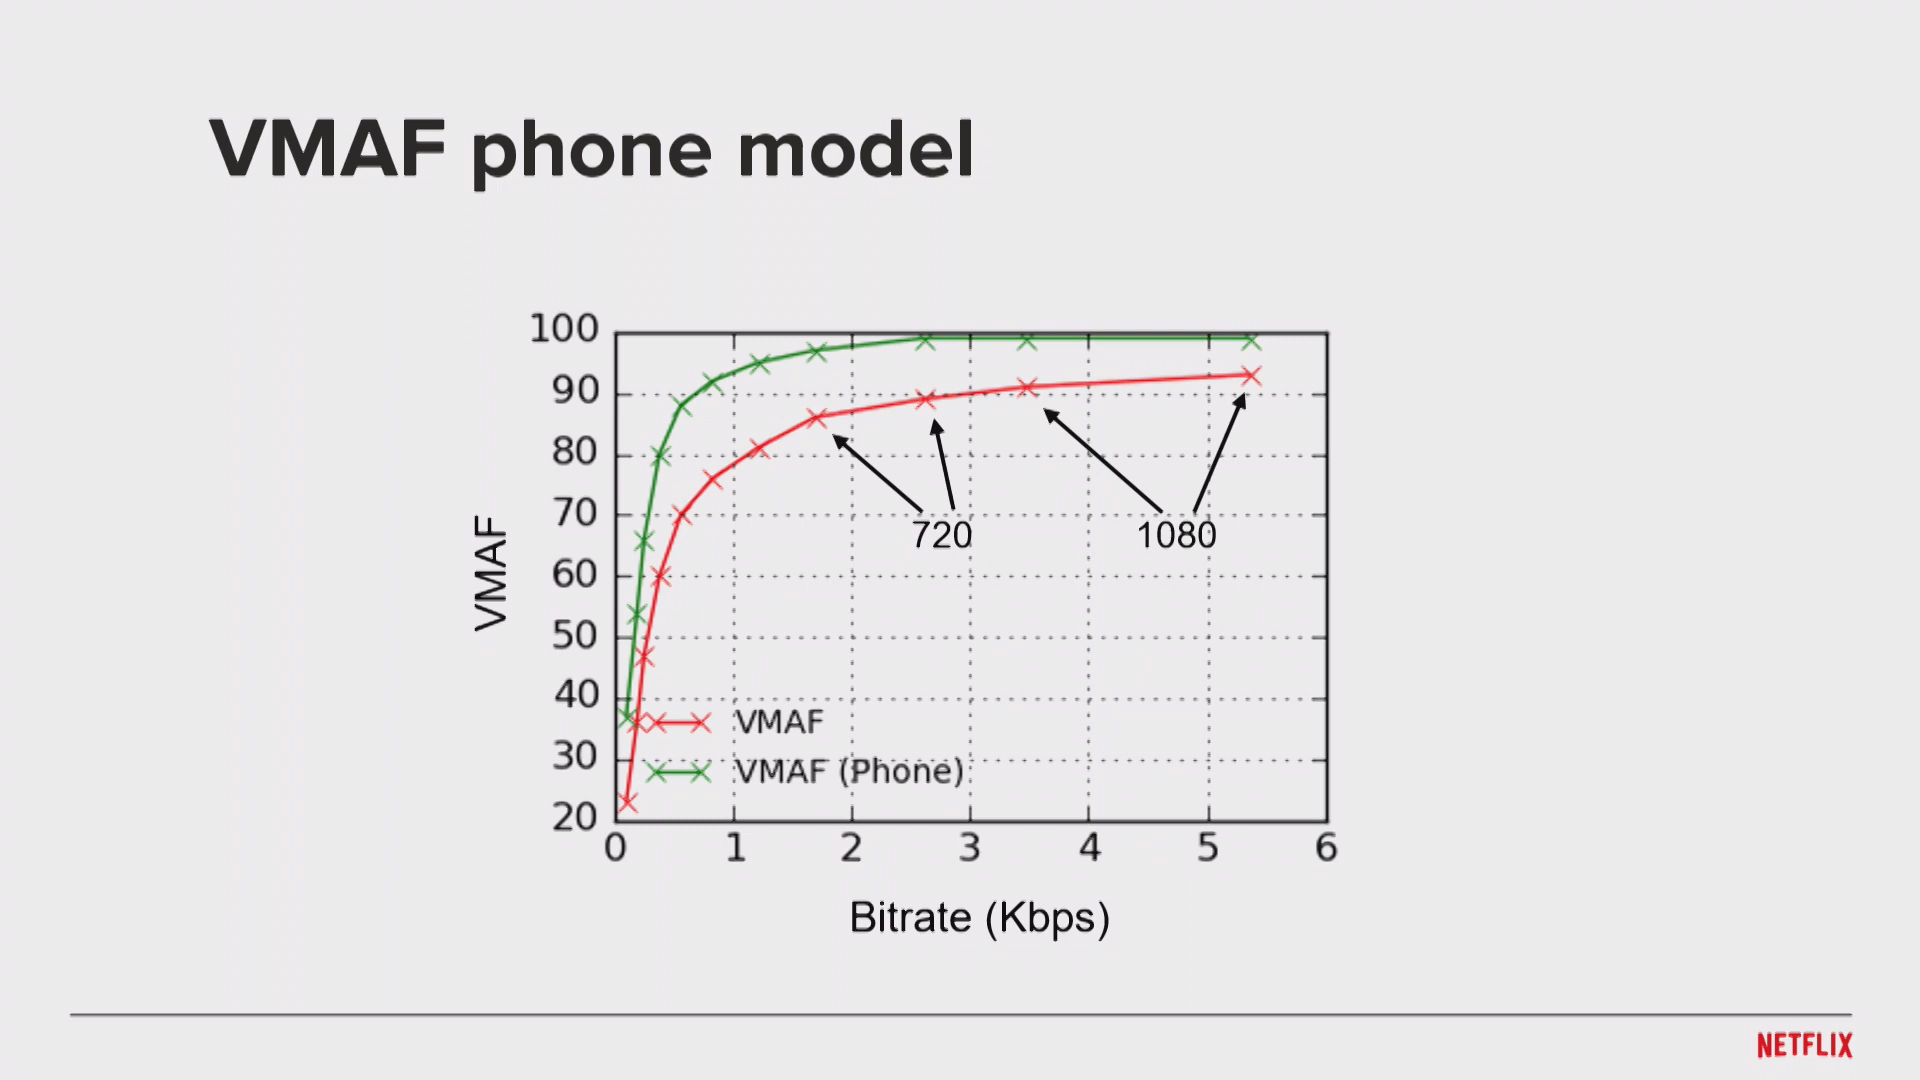 VMAF phone model
100
90
80
70
60
50
40
30
20
VMAF
720
1080
VMAF
VMAF (Phone)
0 1 2 3 4 5 6
Bitrate (Kbps)
NETFLIX